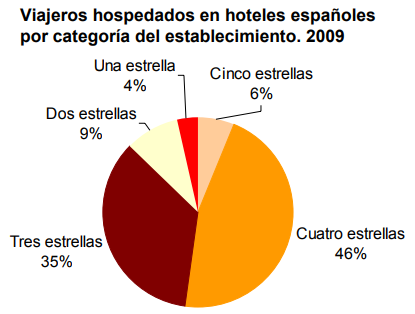 Viajeros hospedados en hoteles españoles
por categoría del establecimiento. 2009
Una estrella
4%
Cinco estrellas
6%
Dos estrellas
9%
Cuatro estrellas
46%
Tres estrellas
35%